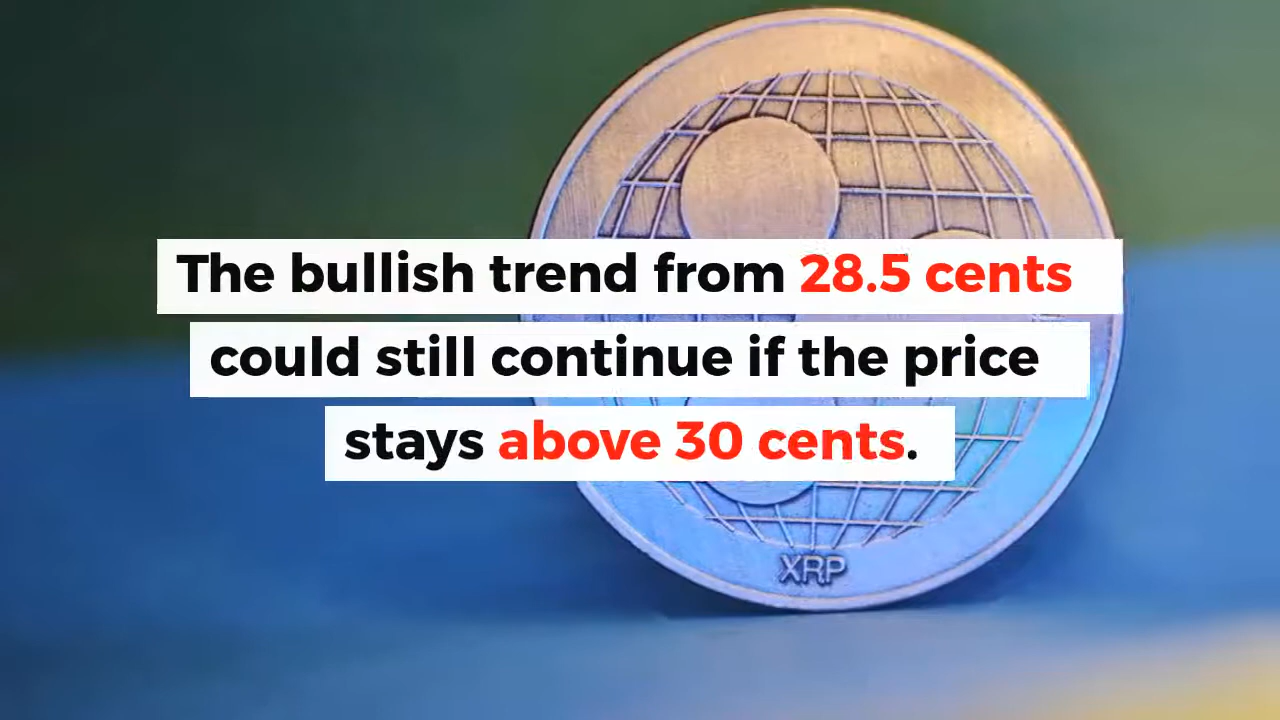 The bullish trend from 28.5 cents
could still continue if the price
stays above 30 cents.
XRP